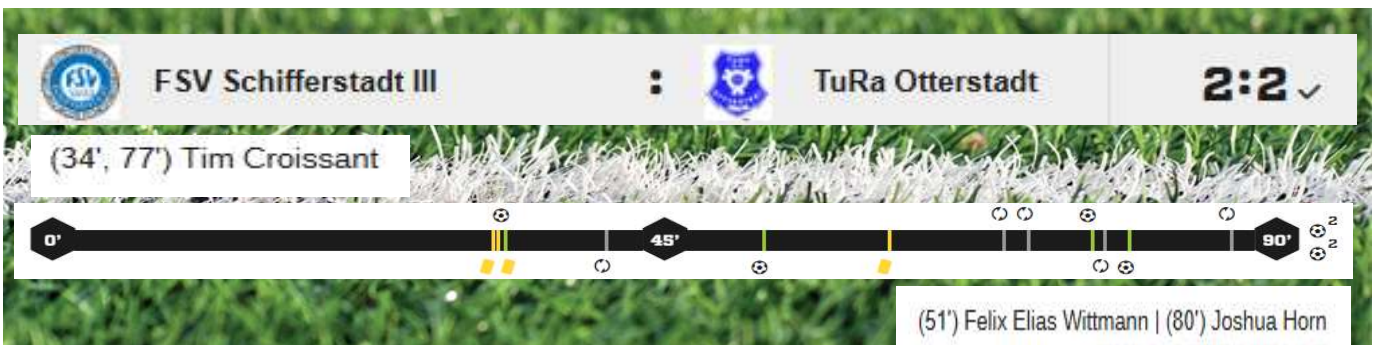 FSV
FSV Schifferstadt III : TuRa Otterstadt 2:2
(34', 77') Tim Croissant
0' 45' 90' 2
2
(51') Felix Elias Wittmann | (80') Joshua Horn